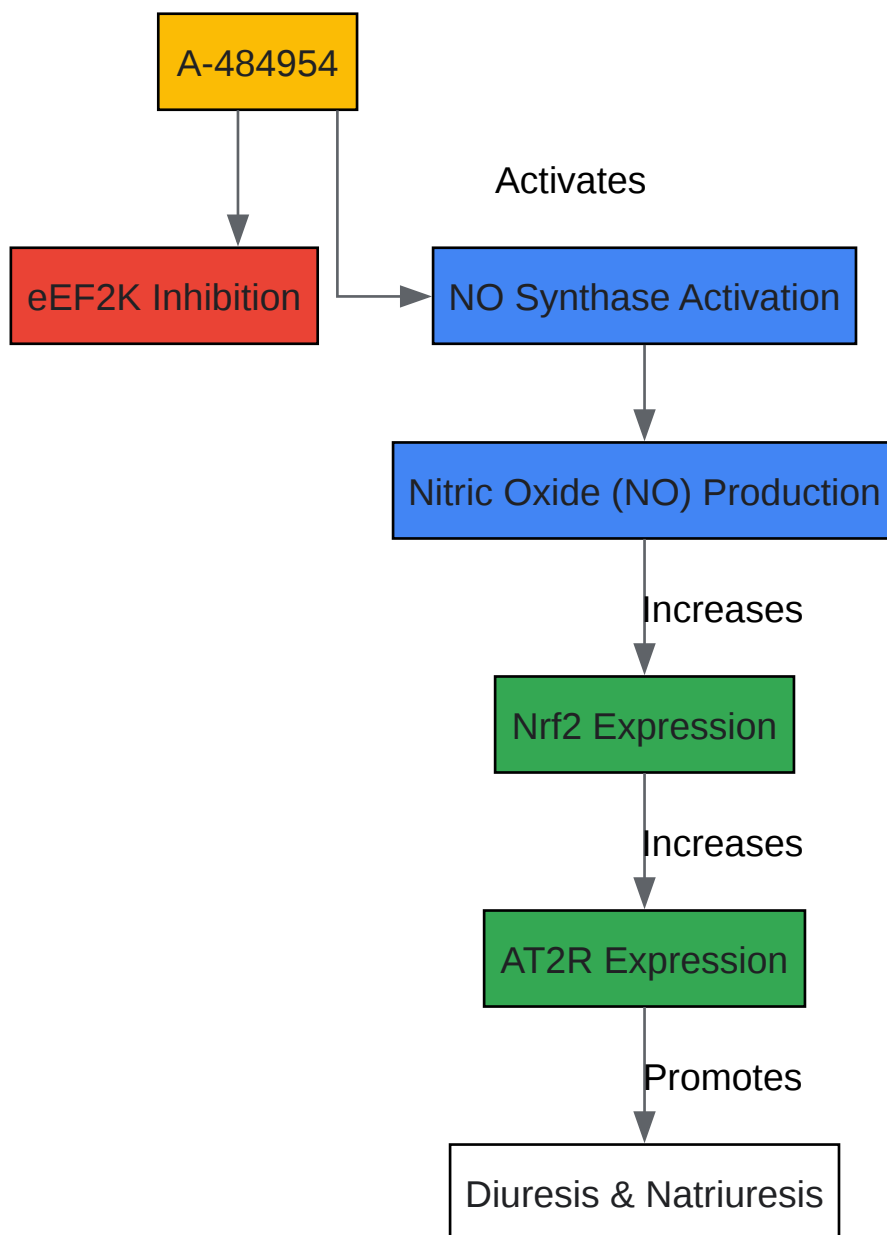 A-484954
Activates
eEF2K Inhibition
NO Synthase Activation
Nitric Oxide (NO) Production
Increases
Nrf2 Expression
Increases
AT2R Expression
Promotes
Diuresis & Natriuresis